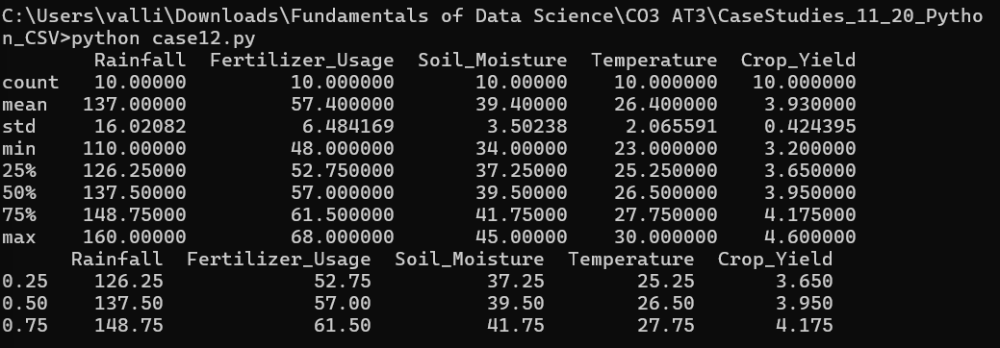 C:\Users\valli\Downloads\Fundamentals of Data Science\CO3 AT3\CaseStudies_11_20_Pytho
n_CSV>python case12.py
        Rainfall  Fertilizer_Usage  Soil_Moisture  Temperature  Crop_Yield
count   10.00000         10.000000       10.00000    10.000000   10.000000
mean   137.00000         57.400000       39.40000    26.400000    3.930000
std     16.02082          6.484169        3.50238     2.065591    0.424395
min    110.00000         48.000000       34.00000    23.000000    3.200000
25%    126.25000         52.750000       37.25000    25.250000    3.650000
50%    137.50000         57.000000       39.50000    26.500000    3.950000
75%    148.75000         61.500000       41.75000    27.750000    4.175000
max    160.00000         68.000000       45.00000    30.000000    4.600000
      Rainfall  Fertilizer_Usage  Soil_Moisture  Temperature  Crop_Yield
0.25    126.25             52.75          37.25        25.25       3.650
0.50    137.50             57.00          39.50        26.50       3.950
0.75    148.75             61.50          41.75        27.75       4.175